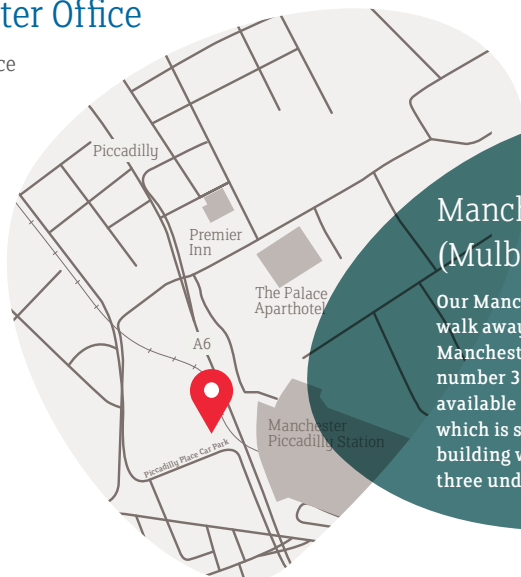 ter Office
ce
Piccadilly
Premier
Inn
The Palace
Aparthotel
A6
Manchester
Piccadilly Station
Piccadilly Place Car Park
Manch
(Mulb
Our Manc
walk away
Manchest
number 3
available
which is s
building w
three und